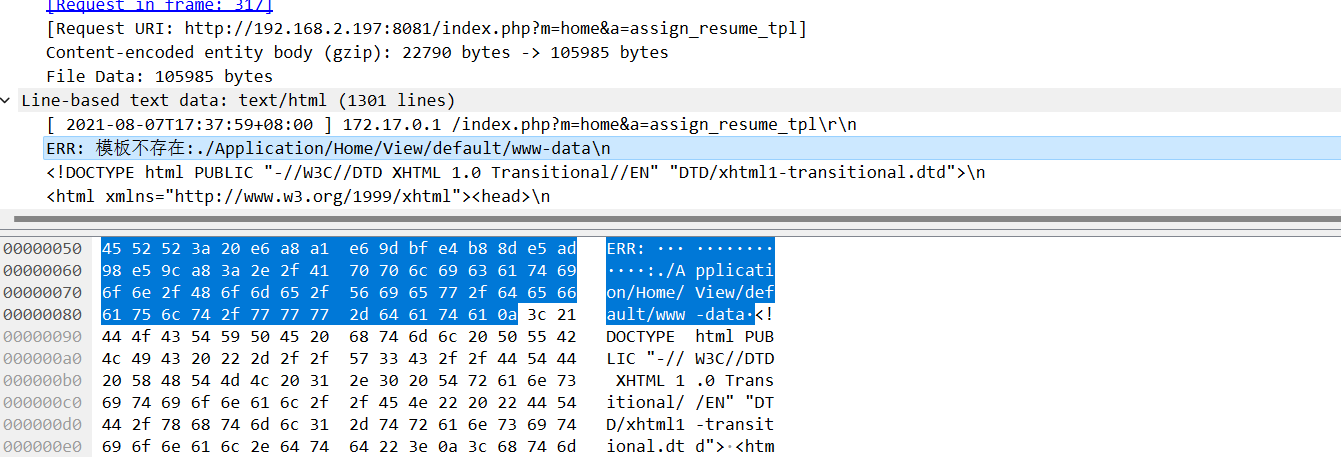 [Request in frame: 317]
[Request URI: http://192.168.2.197:8081/index.php?m=home&a=assign_resume_tpl]
Content-encoded entity body (gzip): 22790 bytes -> 105985 bytes
File Data: 105985 bytes
Line-based text data: text/html (1301 lines)
[ 2021-08-07T17:37:59+08:00 ] 172.17.0.1 /index.php?m=home&a=assign_resume_tpl\r\n
ERR: 模板不存在:./Application/Home/View/default/www-data\n
<!DOCTYPE html PUBLIC "-//W3C//DTD XHTML 1.0 Transitional//EN" "DTD/xhtml1-transitional.dtd">\n
<html xmlns="http://www.w3.org/1999/xhtml"><head>\n
00000050 45 52 52 3a 20 e6 a8 a1 e6 9d bf e4 b8 8d e5 ad ERR: ··· ········
00000060 98 e5 9c a8 3a 2e 2f 41 70 70 6c 69 63 61 74 69 ····:./A pplicati
00000070 6f 6e 2f 48 6f 6d 65 2f 56 69 65 77 2f 64 65 66 on/Home/ View/def
00000080 61 75 6c 74 2f 77 77 77 2d 64 61 74 61 0a 3c 21 ault/www -data·<!
00000090 44 4f 43 54 59 50 45 20 68 74 6d 6c 20 50 55 42 DOCTYPE html PUB
000000a0 4c 49 43 20 22 2d 2f 2f 57 33 43 2f 2f 44 54 44 LIC "-// W3C//DTD
000000b0 20 58 48 54 4d 4c 20 31 2e 30 20 54 72 61 6e 73 XHTML 1 .0 Trans
000000c0 69 74 69 6f 6e 61 6c 2f 2f 45 4e 22 20 22 44 54 itional/ /EN" "DT
000000d0 44 2f 78 68 74 6d 6c 31 2d 74 72 61 6e 73 69 74 D/xhtml1 -transit
000000e0 69 6f 6e 61 6c 2e 64 74 64 22 3e 0a 3c 68 74 6d ional.dt d">·<htm